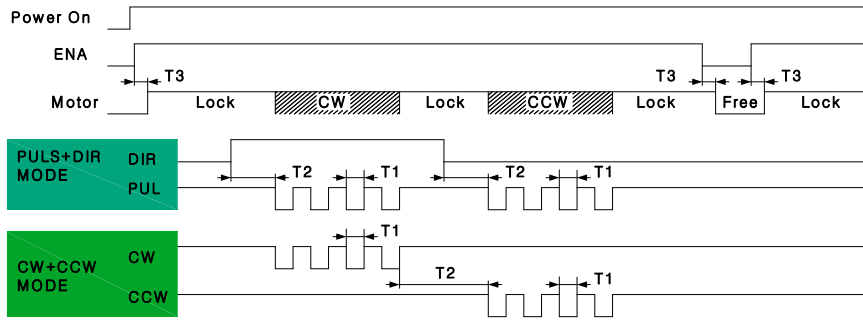 Power On
ENA
T3 T3 T3
Motor Lock CW Lock CCW Lock Free Lock
PULS+DIR DIR
MODE PUL
T2 T1 T2 T1
CW+CCW CW
MODE CCW
T1
T2 T1